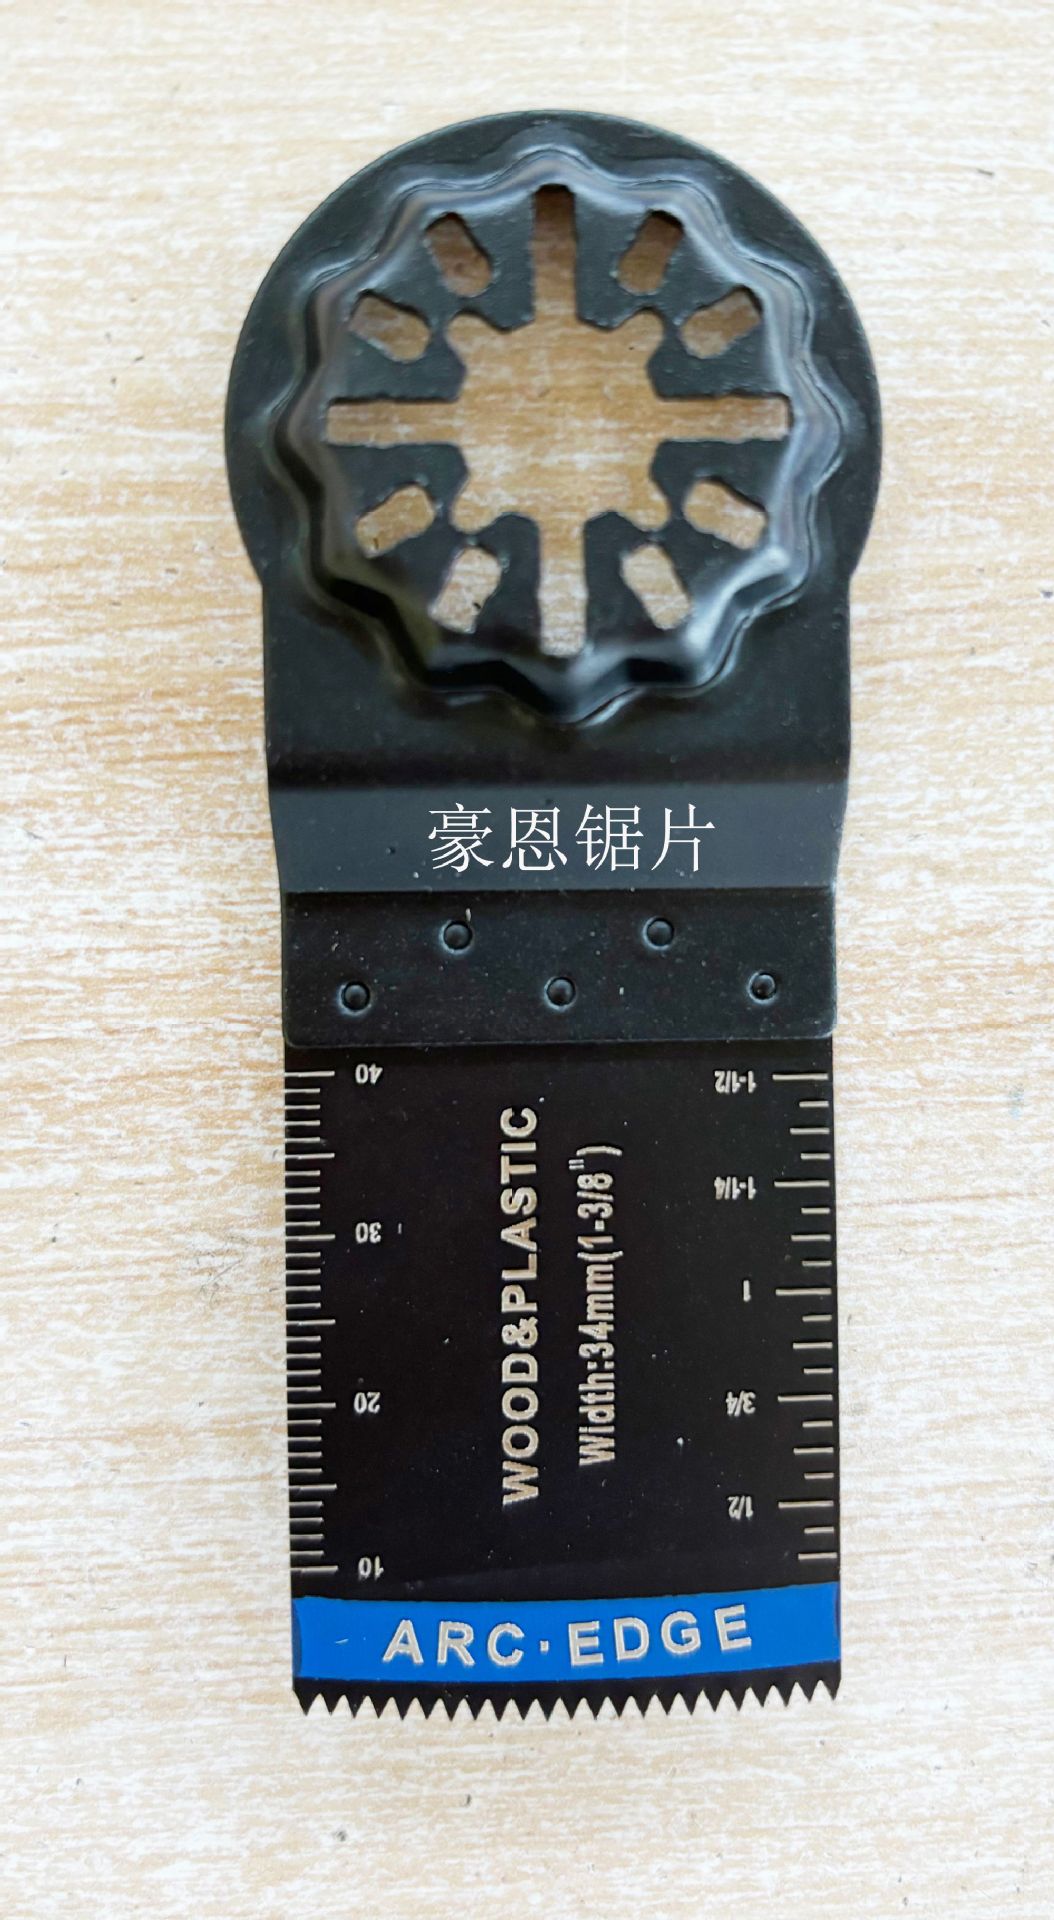 豪恩锯片
40
30
20
10
WOOD&PLASTIC
Width:34mm(1-3/8")
1-1/2
1-1/4
1
3/4
1/2
ARC·EDGE